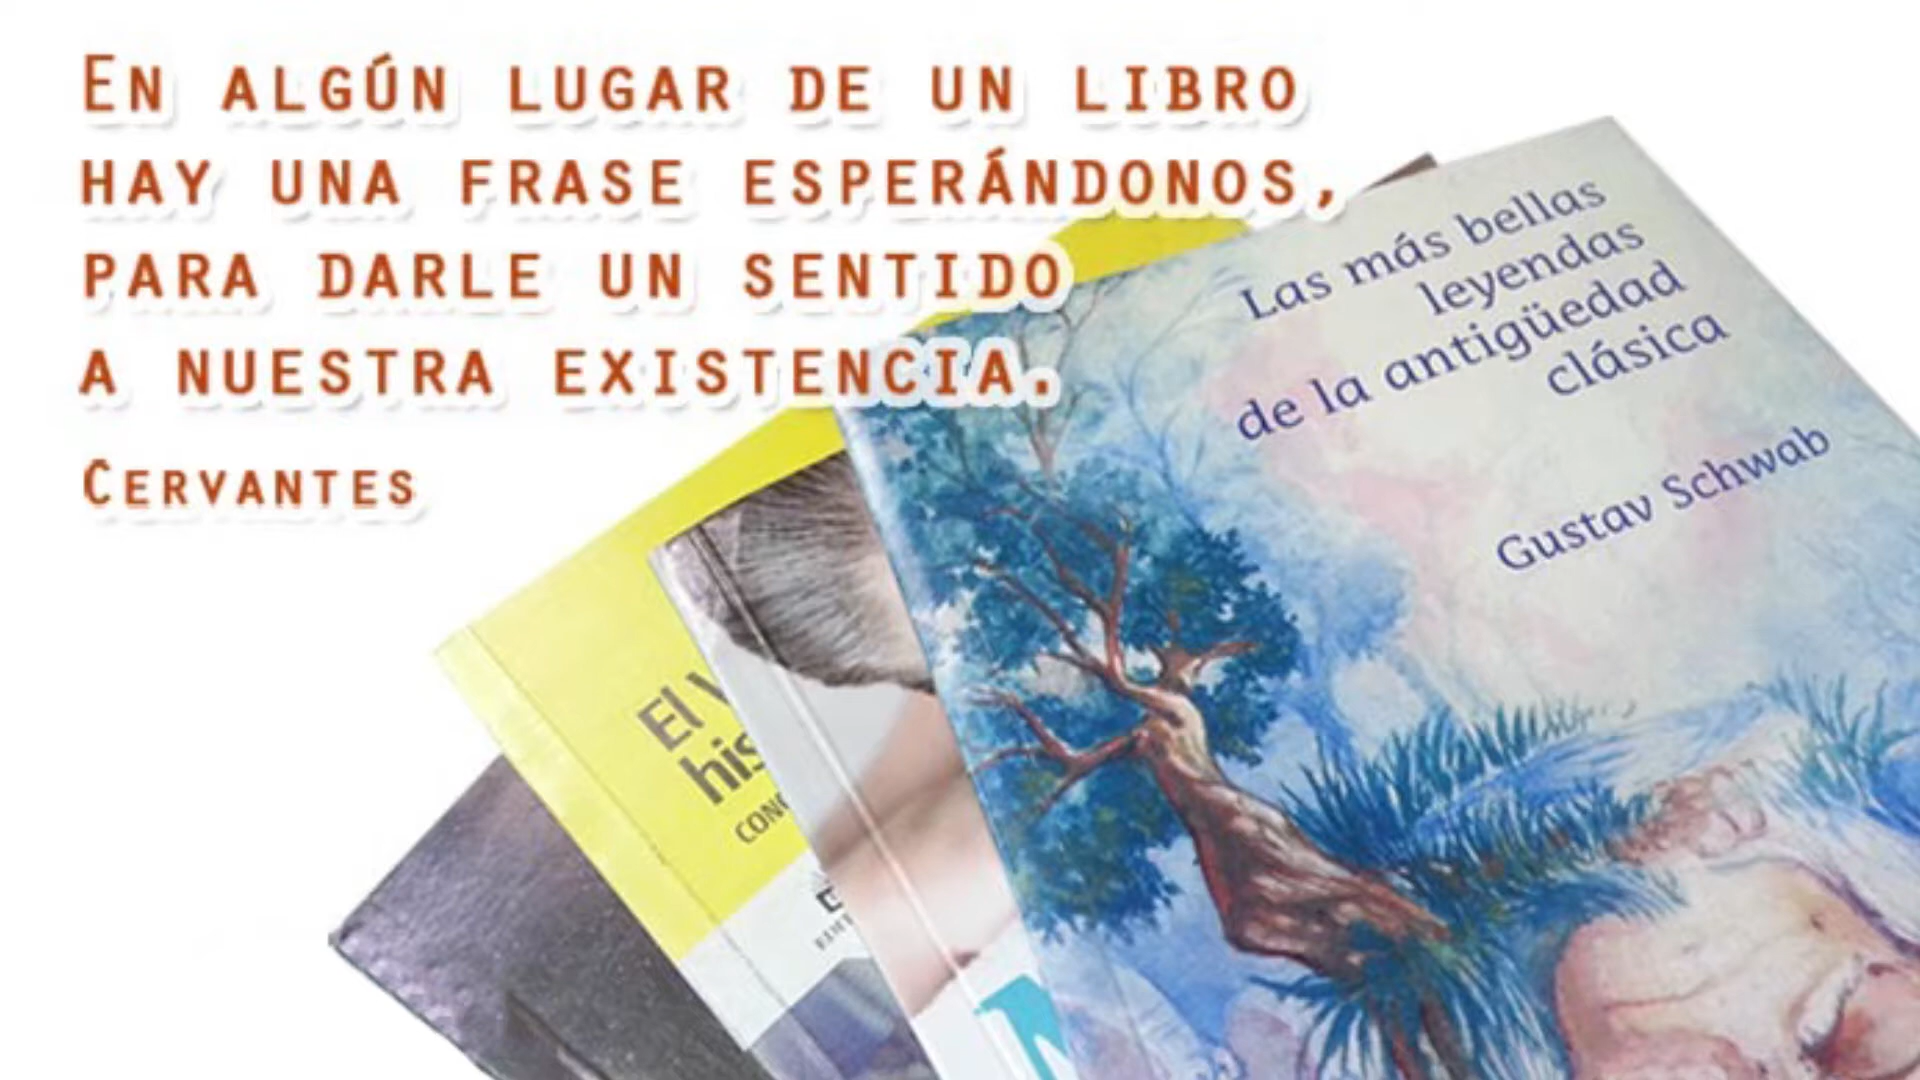 En algún lugar de un libro
hay una frase esperándonos,
para darle un sentido
a nuestra existencia.
Cervantes
Las más bellas
leyendas
de la antigüedad
clásica
Gustav Schwab
El